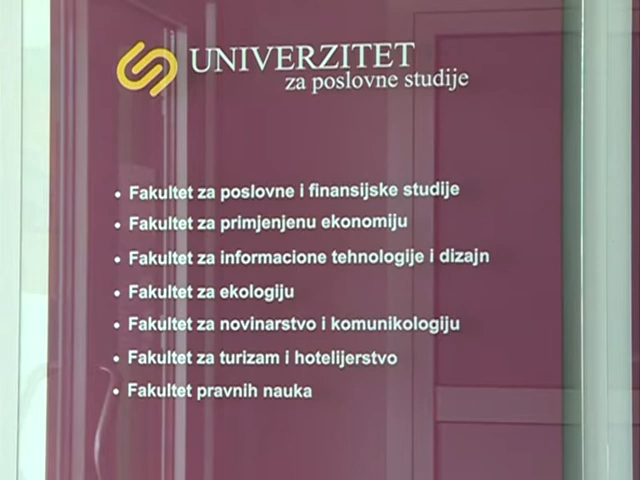 UNIVERZITET
za poslovne studije
• Fakultet za poslovne i finansijske studije
• Fakultet za primjenjenu ekonomiju
• Fakultet za informacione tehnologije i dizajn
• Fakultet za ekologiju
• Fakultet za novinarstvo i komunikologiju
• Fakultet za turizam i hotelijerstvo
• Fakultet pravnih nauka